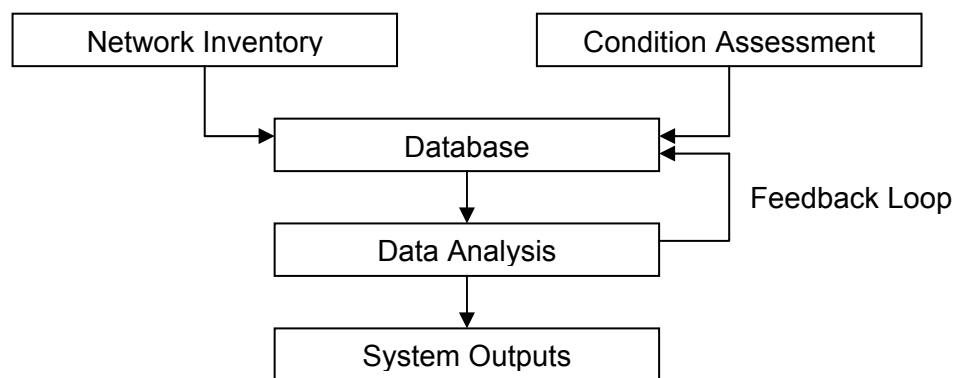 Network Inventory
Condition Assessment
Database
Feedback Loop
Data Analysis
System Outputs